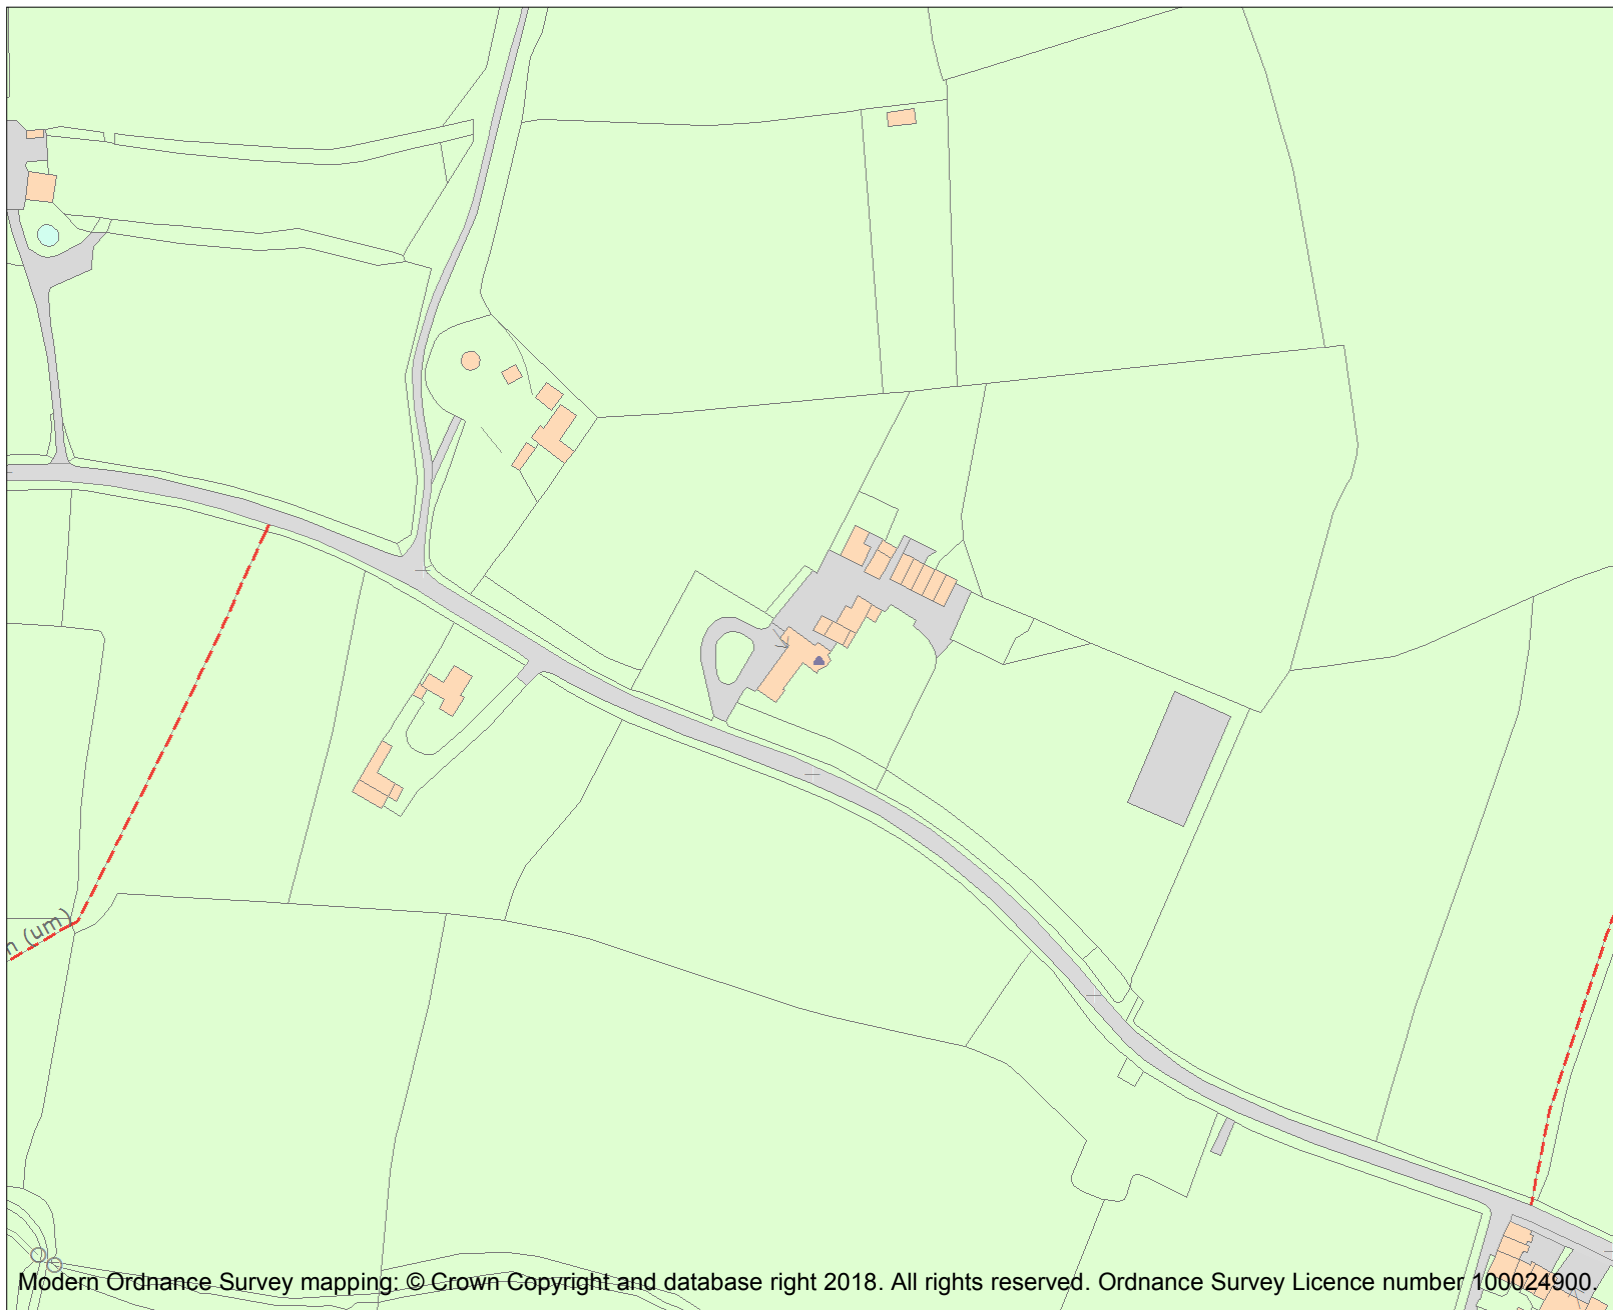 (um)
Modern Ordnance Survey mapping: © Crown Copyright and database right 2018. All rights reserved. Ordnance Survey Licence number 100024900.